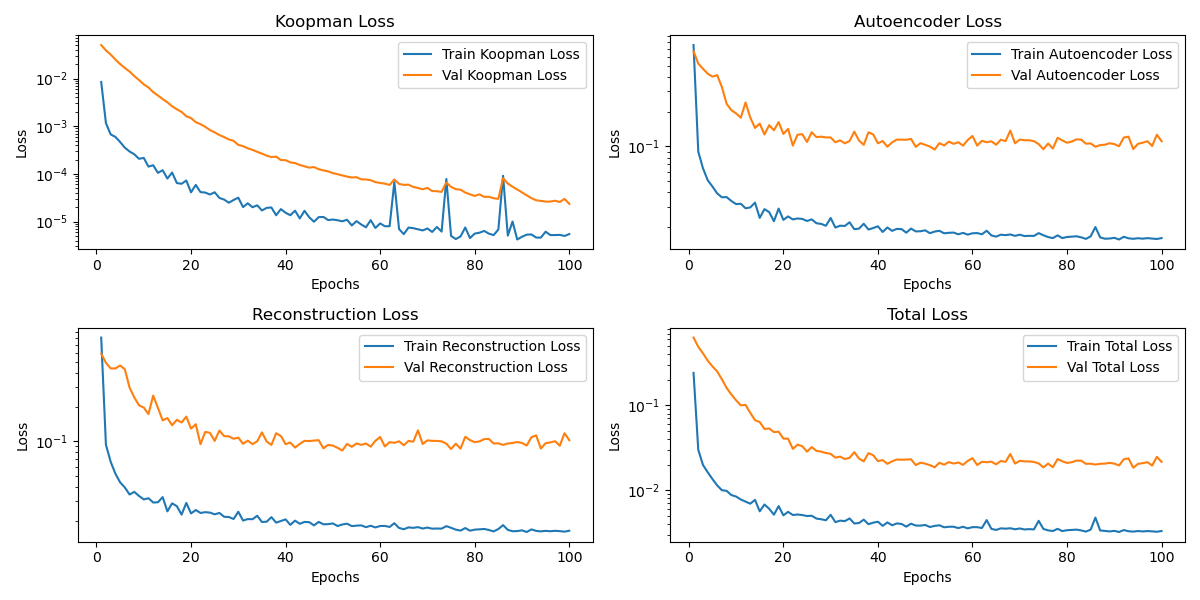 Koopman Loss
Train Koopman Loss
Val Koopman Loss
10⁻²
10⁻³
10⁻⁴
10⁻⁵
Loss
0 20 40 60 80 100
Epochs
Autoencoder Loss
Train Autoencoder Loss
Val Autoencoder Loss
10⁻¹
Loss
0 20 40 60 80 100
Epochs
Reconstruction Loss
Train Reconstruction Loss
Val Reconstruction Loss
10⁻¹
Loss
0 20 40 60 80 100
Epochs
Total Loss
Train Total Loss
Val Total Loss
10⁻¹
10⁻²
Loss
0 20 40 60 80 100
Epochs